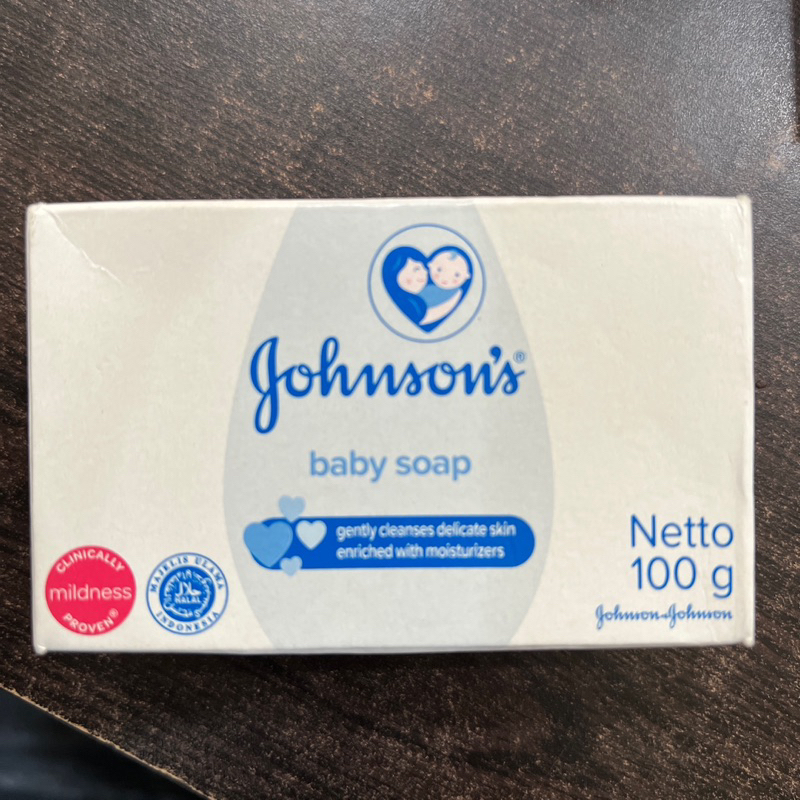 Johnson's®
baby soap
gently cleanses delicate skin
enriched with moisturizers
CLINICALLY
mildness
PROVEN®
MAJELIS ULAMA
HALAL
INDONESIA
Netto
100 g
Johnson & Johnson